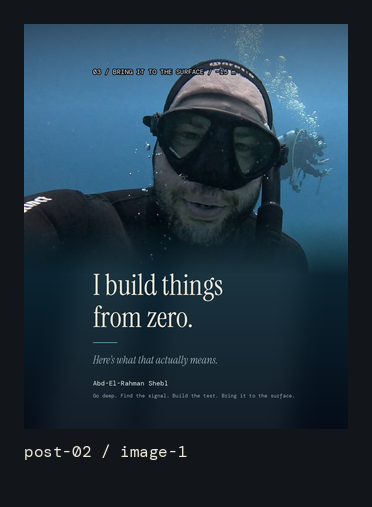 03 / BRING IT TO THE SURFACE /
I build things
from zero.
Here's what that actually means.
Abd-El-Rahman Shebl
Go deep. Find the signal. Build the test. Bring it to the surface.
post-02 / image-1